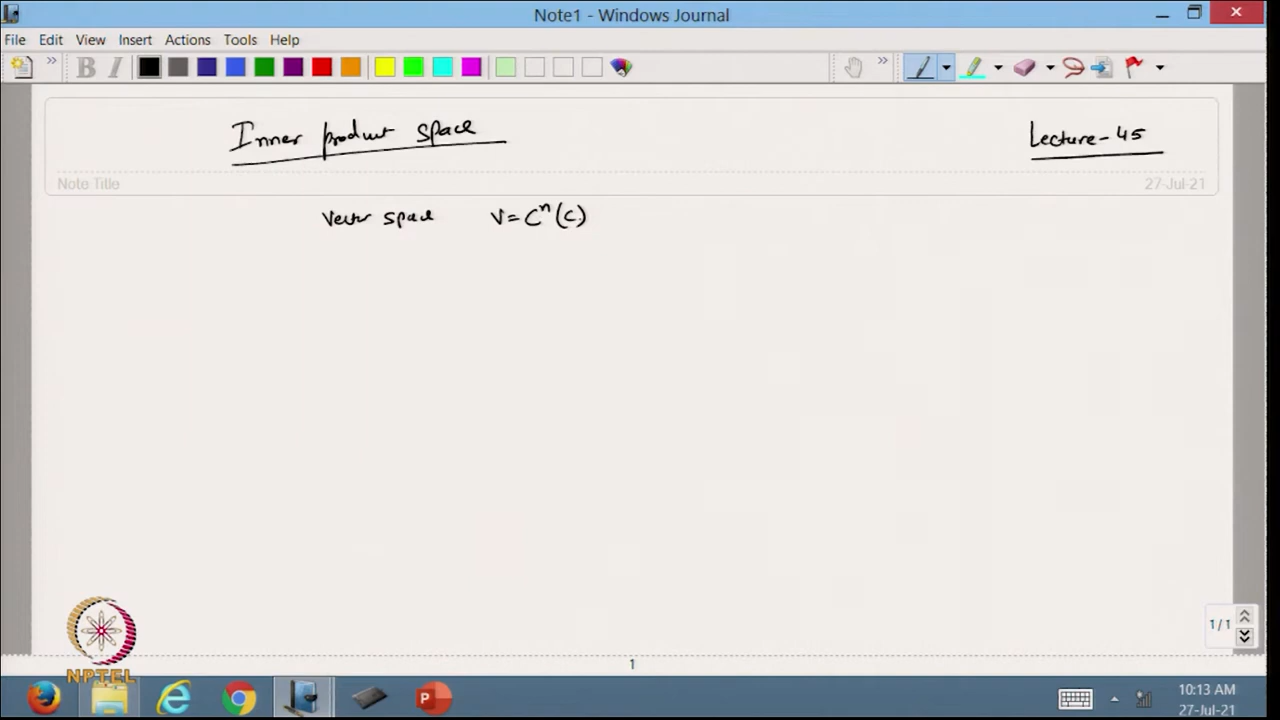 Note1 - Windows Journal
File Edit View Insert Actions Tools Help
Inner product space
Lecture-45
Note Title
27-Jul-21
Vector space V=Cⁿ(C)
1/1
NPTEL
1
10:13 AM
27-Jul-21